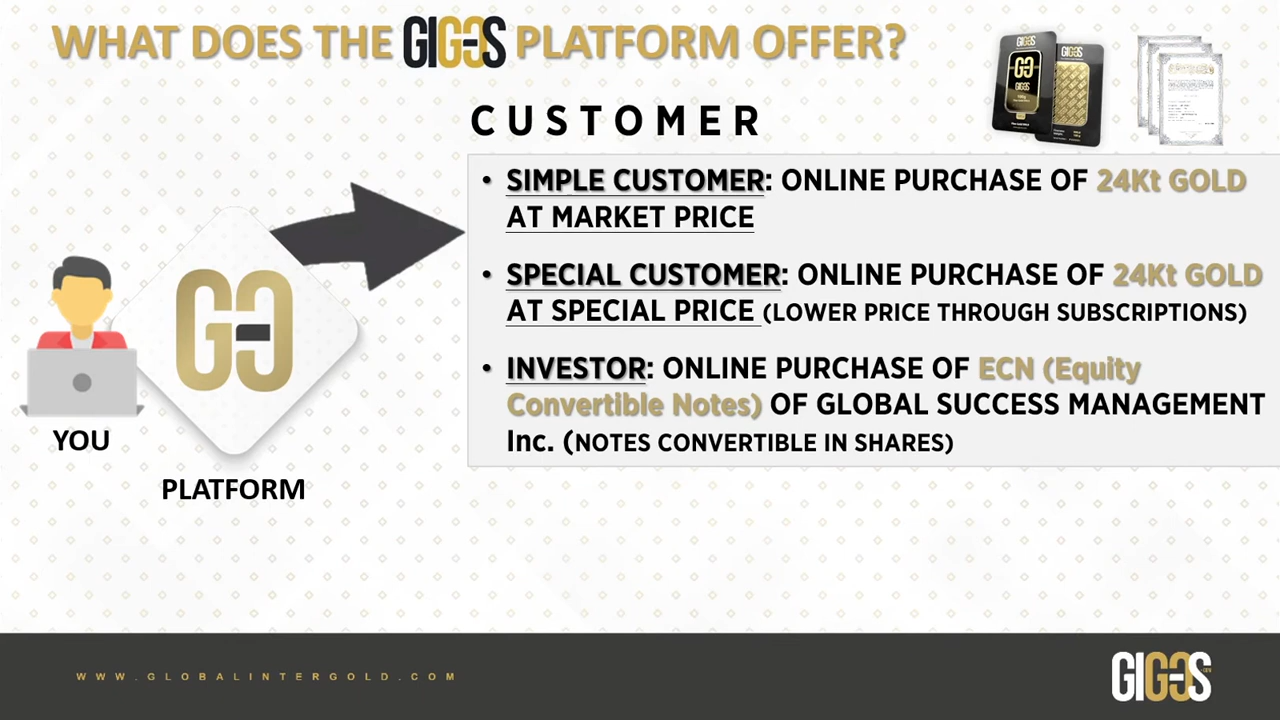 WHAT DOES THE GIGOS PLATFORM OFFER?
CUSTOMER
• SIMPLE CUSTOMER: ONLINE PURCHASE OF 24Kt GOLD
AT MARKET PRICE
• SPECIAL CUSTOMER: ONLINE PURCHASE OF 24Kt GOLD
AT SPECIAL PRICE (LOWER PRICE THROUGH SUBSCRIPTIONS)
• INVESTOR: ONLINE PURCHASE OF ECN (Equity
Convertible Notes) OF GLOBAL SUCCESS MANAGEMENT
Inc. (NOTES CONVERTIBLE IN SHARES)
YOU
PLATFORM
WWW.GLOBALINTERGOLD.COM
GIGOS